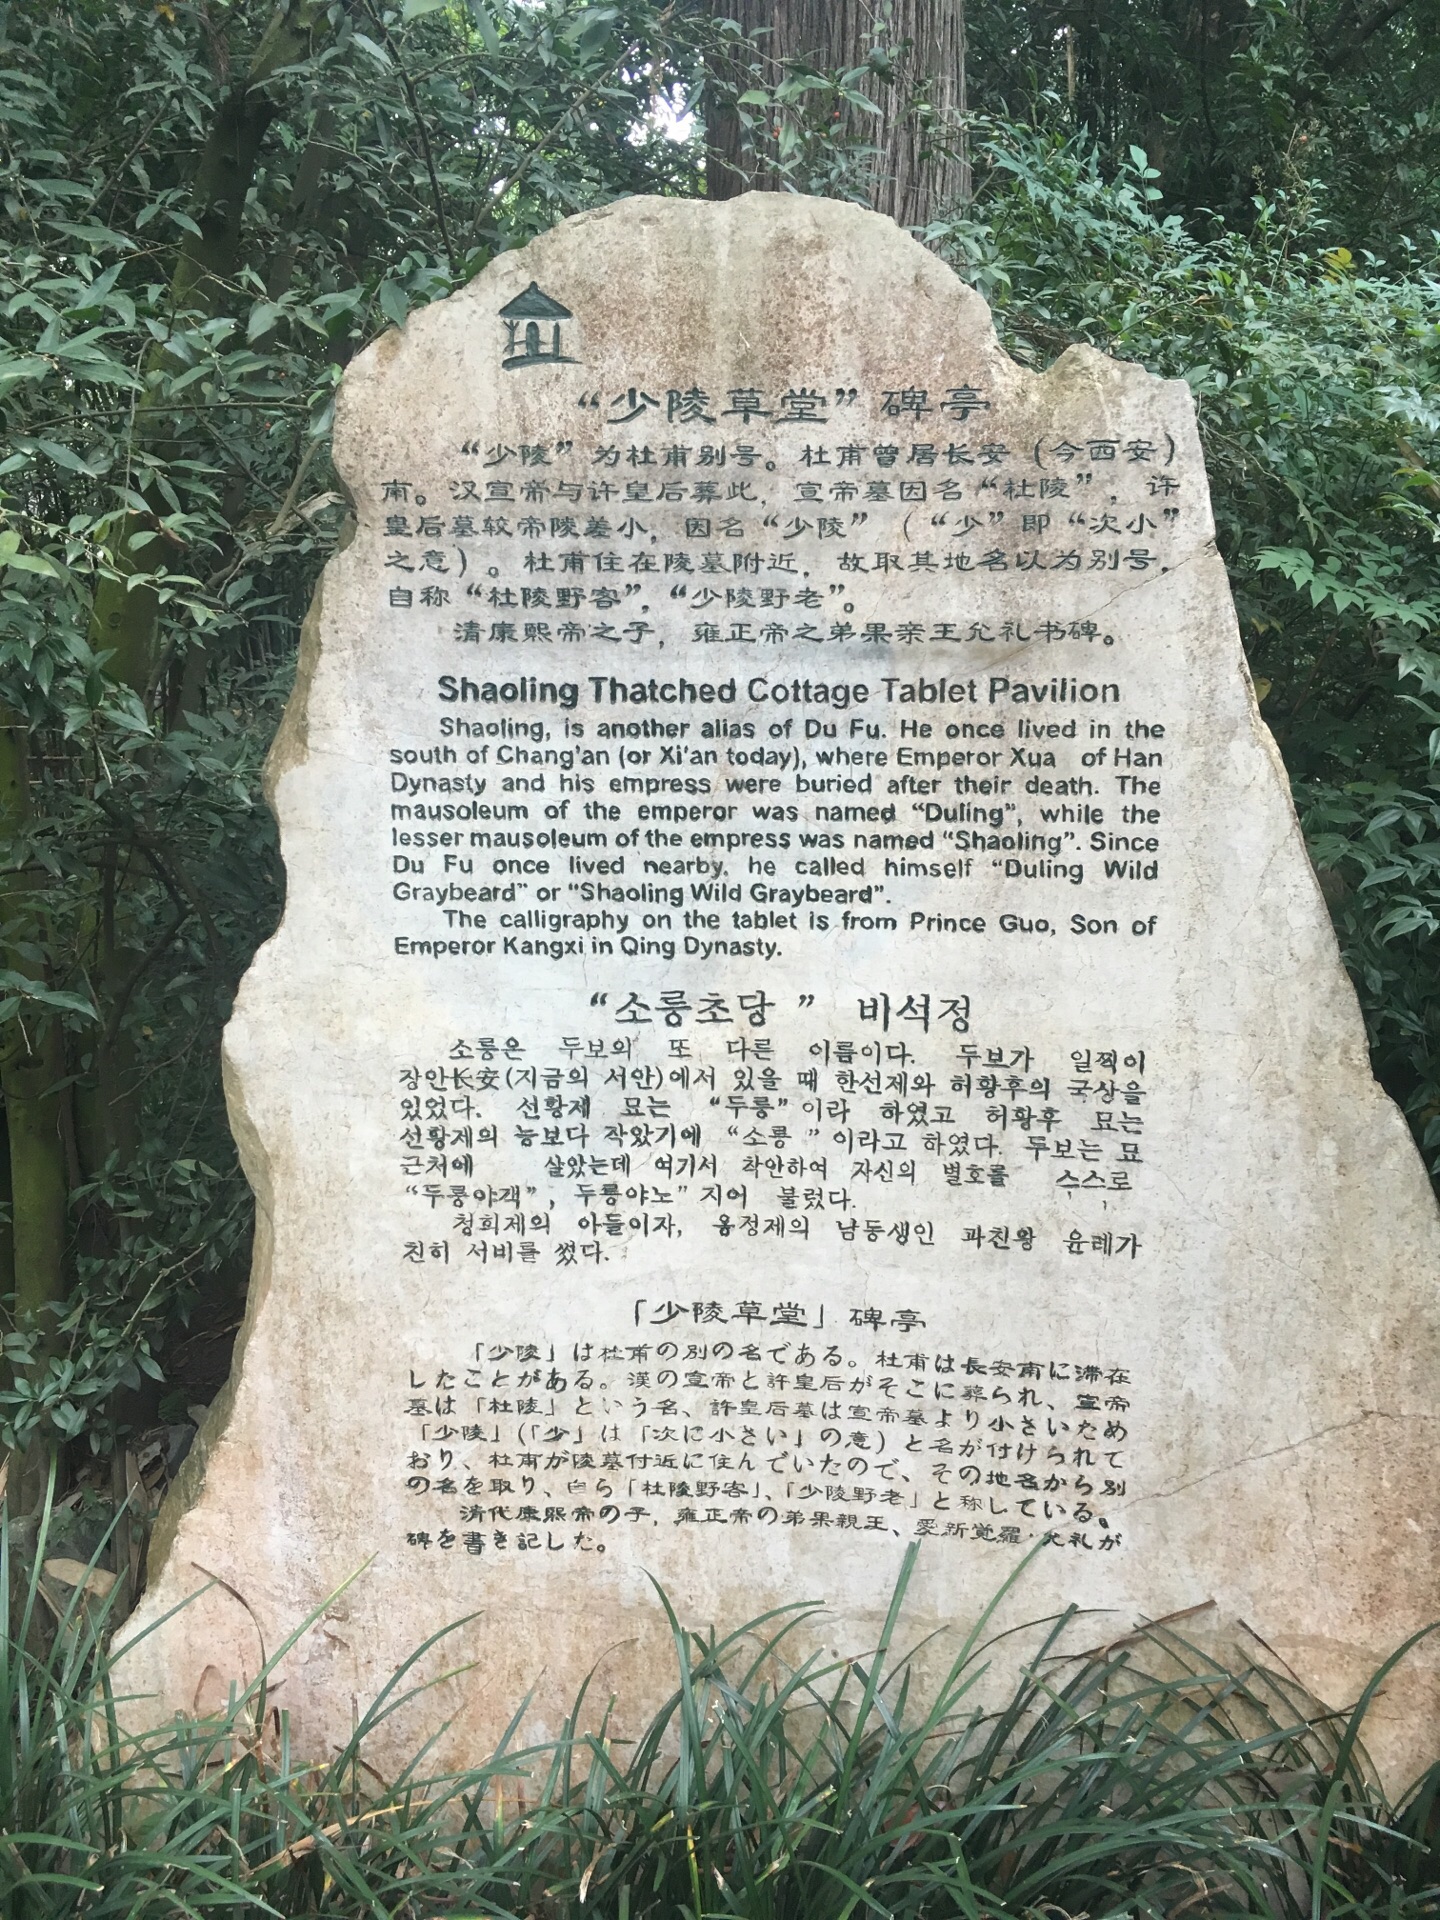 “少陵草堂”碑亭
“少陵”为杜甫别号。杜甫曾居长安（今西安）
南。汉宣帝与许皇后葬此，宣帝墓因名“杜陵”，许
皇后墓较帝陵差小，因名“少陵”（“少”即“次小”
之意）。杜甫住在陵墓附近，故取其地名以为别号，
自称“杜陵野客”，“少陵野老”。
清康熙帝之子，雍正帝之弟果亲王允礼书碑。
Shaoling Thatched Cottage Tablet Pavilion
Shaoling, is another alias of Du Fu. He once lived in the
south of Chang'an (or Xi'an today), where Emperor Xua of Han
Dynasty and his empress were buried after their death. The
mausoleum of the emperor was named “Duling”, while the
lesser mausoleum of the empress was named “Shaoling”. Since
Du Fu once lived nearby, he called himself “Duling Wild
Graybeard” or “Shaoling Wild Graybeard”.
The calligraphy on the tablet is from Prince Guo, Son of
Emperor Kangxi in Qing Dynasty.
“소릉초당 ” 비석정
소릉은 두보의 또 다른 이름이다. 두보가 일찍이
장안长安(지금의 서안)에서 있을 때 한선제와 허황후의 국상을
있었다. 선황제 묘는 “두릉”이라 하였고 허황후 묘는
선황제의 능보다 작았기에 “소릉 ”이라고 하였다. 두보는 묘
근처에 살았는데 여기서 착안하여 자신의 별호를 스스로
“두릉야객”, 두릉야노”지어 불렀다.
청희제의 아들이자, 옹정제의 남동생인 과친왕 윤례가
친히 서비를 썼다.
「少陵草堂」碑亭
「少陵」は杜甫の別の名である。杜甫は長安南に滞在
したことがある。漢の宣帝と許皇后がそこに葬られ、宣帝
墓は「杜陵」という名、許皇后墓は宣帝墓より小さいため
「少陵」(「少」は「次に小さい」の意) と名が付けられて
おり、杜甫が陵墓付近に住んでいたので、その地名から別
の名を取り、自ら「杜陵野客」、「少陵野老」と称している。
清代康熙帝の子，雍正帝の弟果親王、愛新覚羅·允礼が
碑を書き記した。